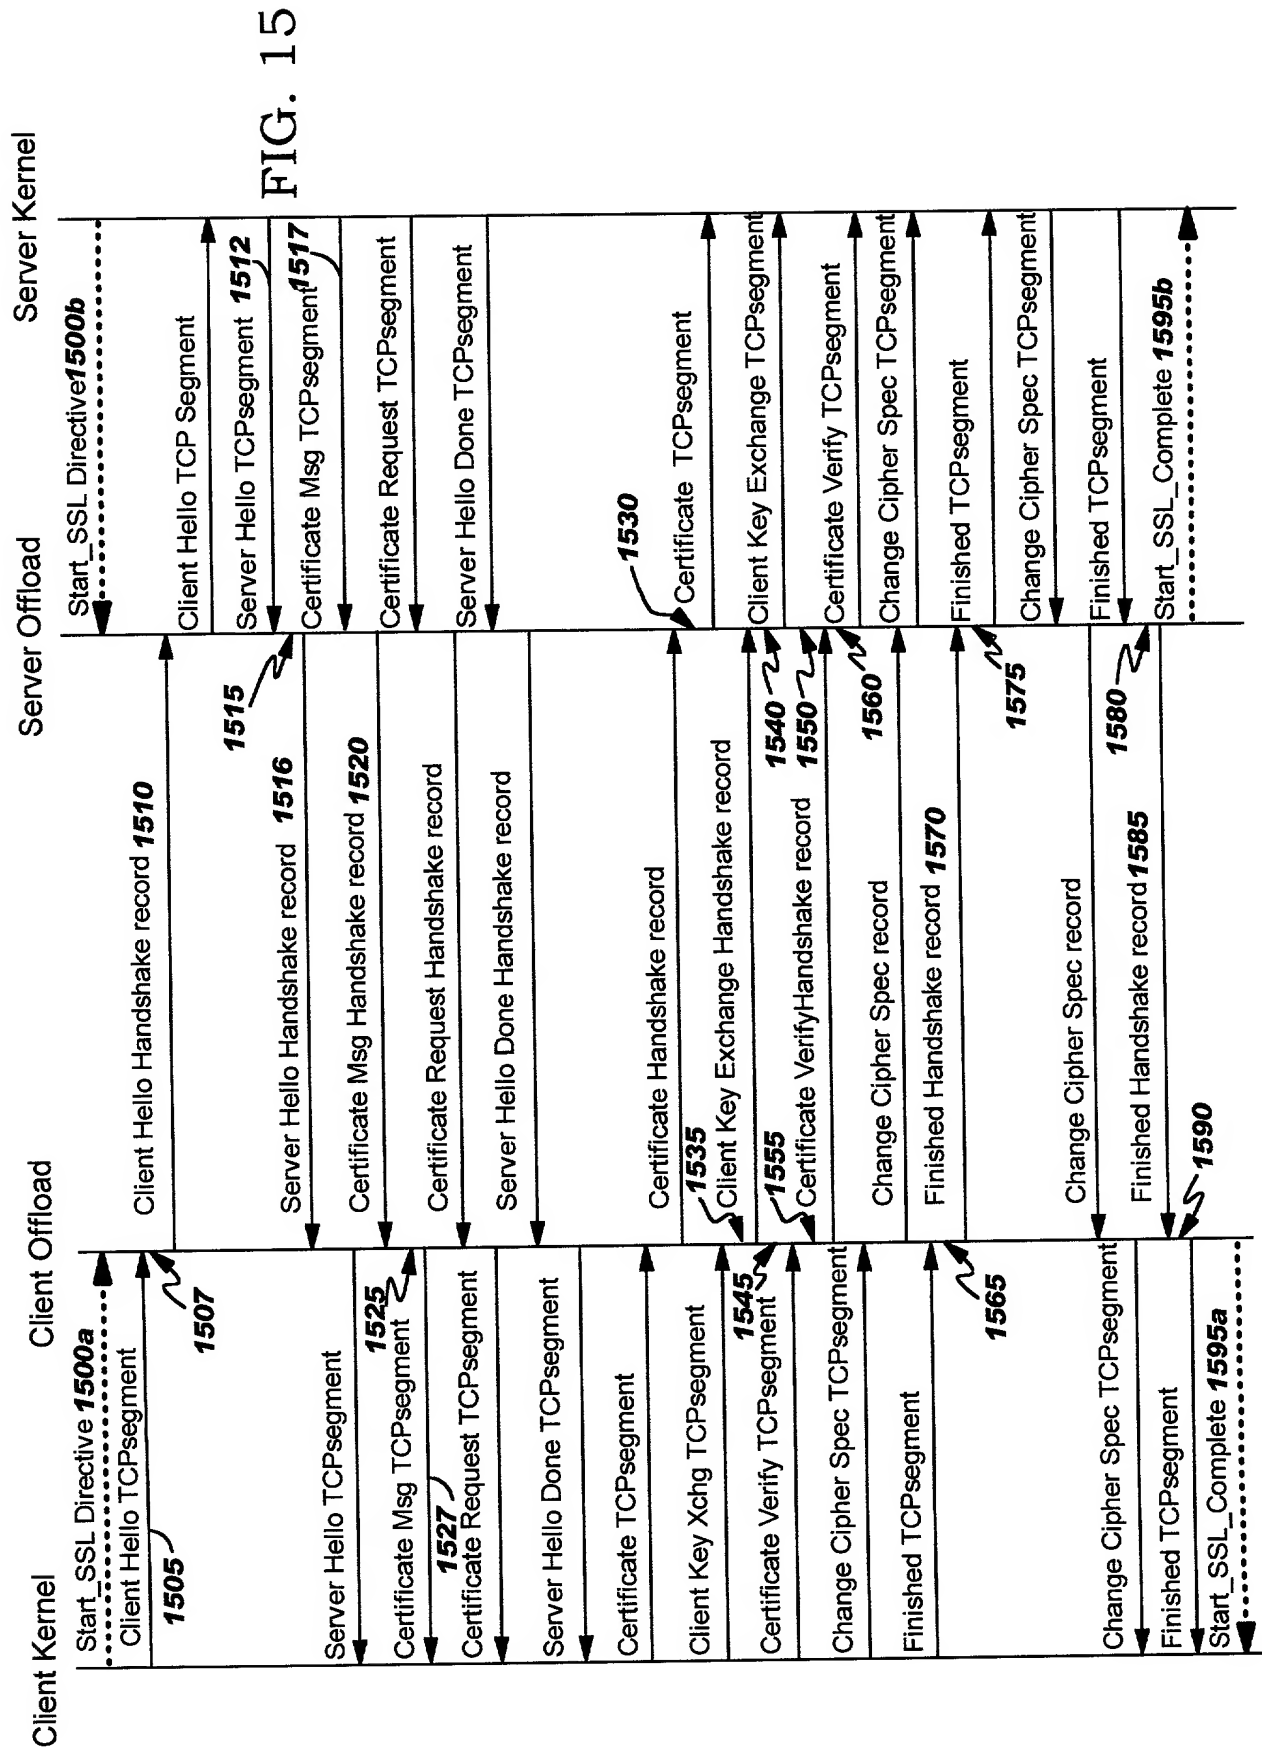 FIG. 15
Client Kernel
Client Offload
Server Offload
Server Kernel
Start_SSL Directive 1500a
Client Hello TCPsegment
1505
1507
Server Hello TCPsegment
1525
Certificate Msg TCPsegment
1527
Certificate Request TCPsegment
Server Hello Done TCPsegment
Certificate TCPsegment
Client Key Xchg TCPsegment
1545
Certificate Verify TCPsegment
Change Cipher Spec TCPsegment
Finished TCPsegment
1565
Change Cipher Spec TCPsegment
Finished TCPsegment
Start_SSL_Complete 1595a
Client Hello Handshake record 1510
Server Hello Handshake record 1516
Certificate Msg Handshake record 1520
Certificate Request Handshake record
Server Hello Done Handshake record
Certificate Handshake record
1535
Client Key Exchange Handshake record
1555
Certificate VerifyHandshake record
Change Cipher Spec record
Finished Handshake record 1570
Change Cipher Spec record
Finished Handshake record 1585
1590
Start_SSL Directive1500b
Client Hello TCP Segment
Server Hello TCPsegment 1512
1515
Certificate Msg TCPsegment 1517
Certificate Request TCPsegment
Server Hello Done TCPsegment
1530
Certificate TCPsegment
Client Key Exchange TCPsegment
1540
1550
Certificate Verify TCPsegment
1560
Change Cipher Spec TCPsegment
Finished TCPsegment
1575
Change Cipher Spec TCPsegment
Finished TCPsegment
1580
Start_SSL_Complete 1595b